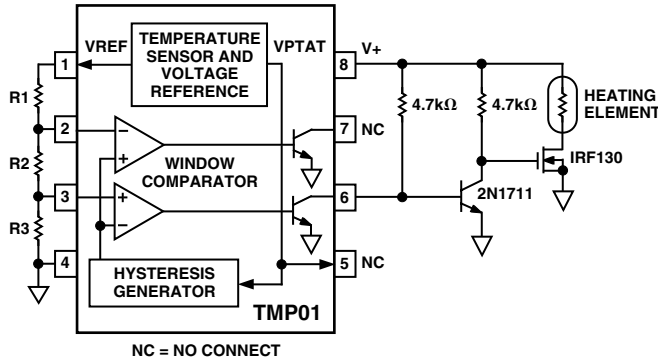 TEMPERATURE
SENSOR AND
VOLTAGE
REFERENCE
VREF
VPTAT
1
R1
2
R2
3
R3
4
WINDOW
COMPARATOR
HYSTERESIS
GENERATOR
TMP01
8
V+
7
NC
6
5
NC
4.7kΩ
4.7kΩ
HEATING
ELEMENT
IRF130
2N1711
NC = NO CONNECT